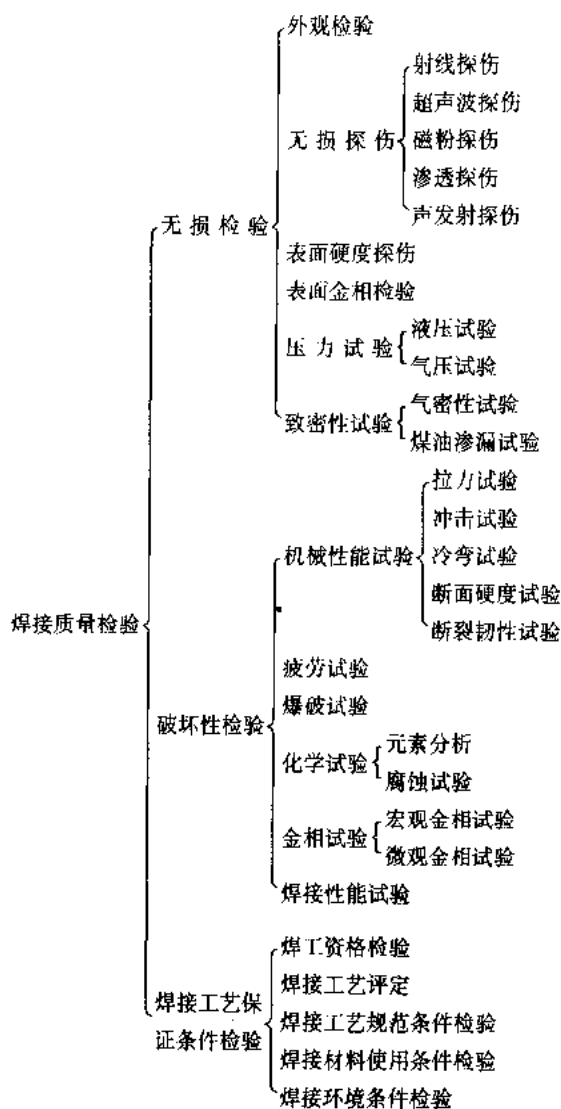 外观检验
射线探伤
超声波探伤
无损探伤
磁粉探伤
渗透探伤
声发射探伤
无损检验
表面硬度探伤
表面金相检验
液压试验
压力试验
气压试验
气密性试验
致密性试验
煤油渗漏试验
拉力试验
冲击试验
机械性能试验
冷弯试验
断面硬度试验
焊接质量检验
断裂韧性试验
疲劳试验
爆破试验
破坏性检验
元素分析
化学试验
腐蚀试验
宏观金相试验
金相试验
微观金相试验
焊接性能试验
焊工资格检验
焊接工艺评定
焊接工艺保
证条件检验
焊接工艺规范条件检验
焊接材料使用条件检验
焊接环境条件检验